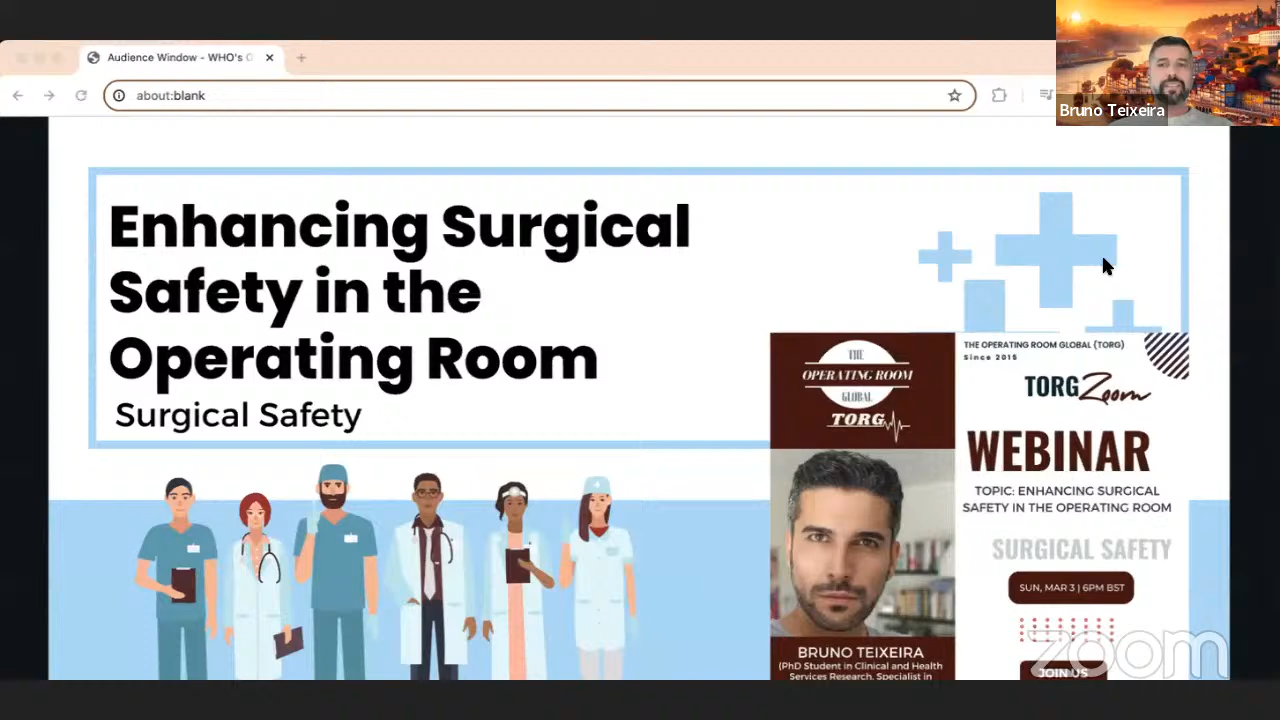 Audience Window - WHO's
about:blank
Bruno Teixeira
Enhancing Surgical
Safety in the
Operating Room
Surgical Safety
THE
OPERATING ROOM
GLOBAL
TORG
THE OPERATING ROOM GLOBAL (TORG)
Since 2015
TORG Zoom
WEBINAR
TOPIC: ENHANCING SURGICAL
SAFETY IN THE OPERATING ROOM
SURGICAL SAFETY
SUN, MAR 3 | 6PM BST
BRUNO TEIXEIRA
(PhD Student in Clinical and Health
Services Research, Specialist in
JOIN US
zoom